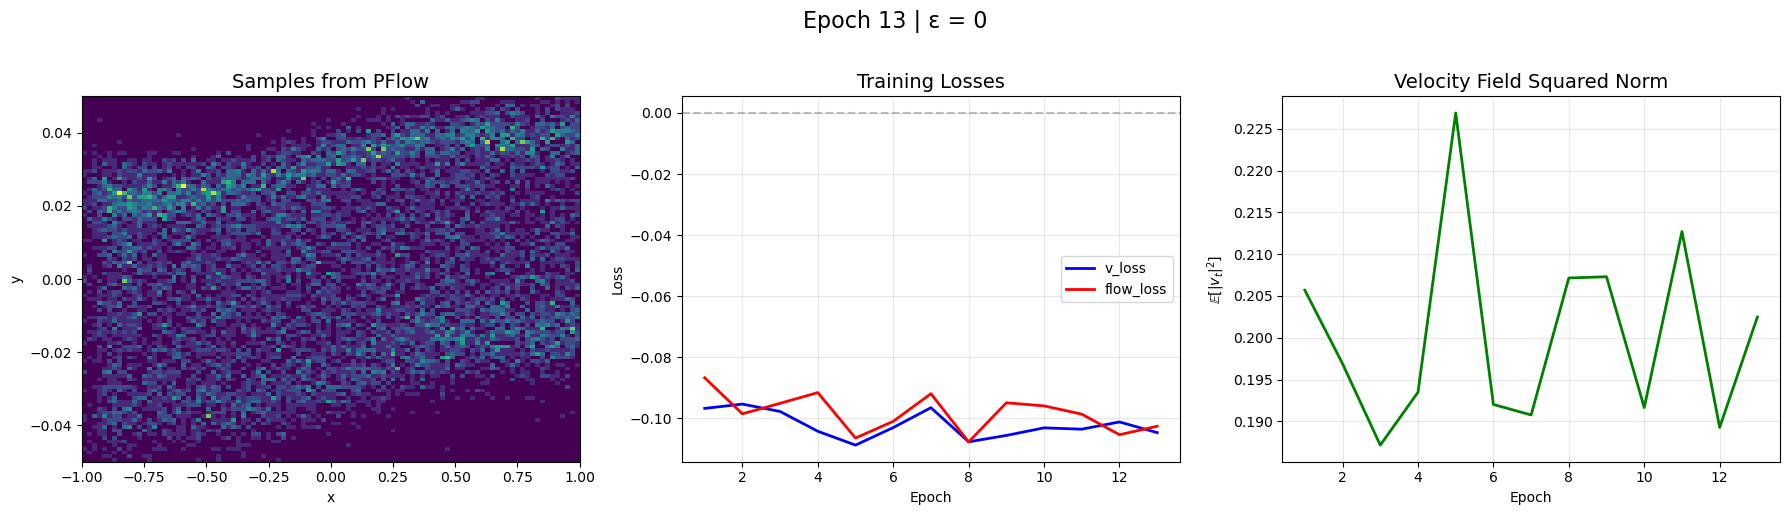 Epoch 13 | ε = 0
Samples from PFlow
y
0.04
0.02
0.00
−0.02
−0.04
−1.00 −0.75 −0.50 −0.25 0.00 0.25 0.50 0.75 1.00
x
Training Losses
Loss
0.00
−0.02
−0.04
−0.06
−0.08
−0.10
v_loss
flow_loss
2 4 6 8 10 12
Epoch
Velocity Field Squared Norm
𝔼[|v_t|²]
0.225
0.220
0.215
0.210
0.205
0.200
0.195
0.190
2 4 6 8 10 12
Epoch